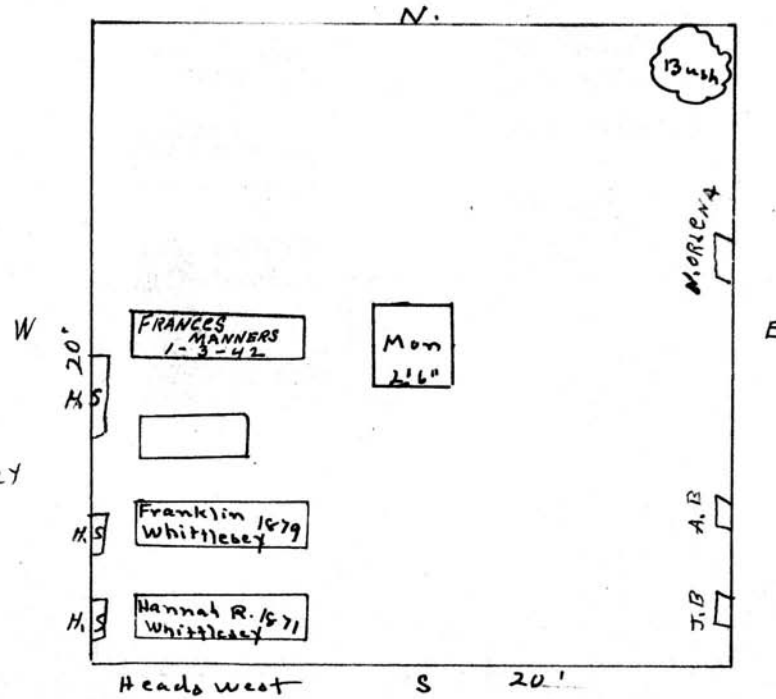 N.
Bush
N. ORLENA
W
20"
E
FRANCES
MANNERS
1-3-42
Mon
2'6"
H.S
Franklin 1879
Whittlesey
H.S
A.B
Hannah R. 1871
Whittlesey
H.S
J.B
Heads west
S
20'